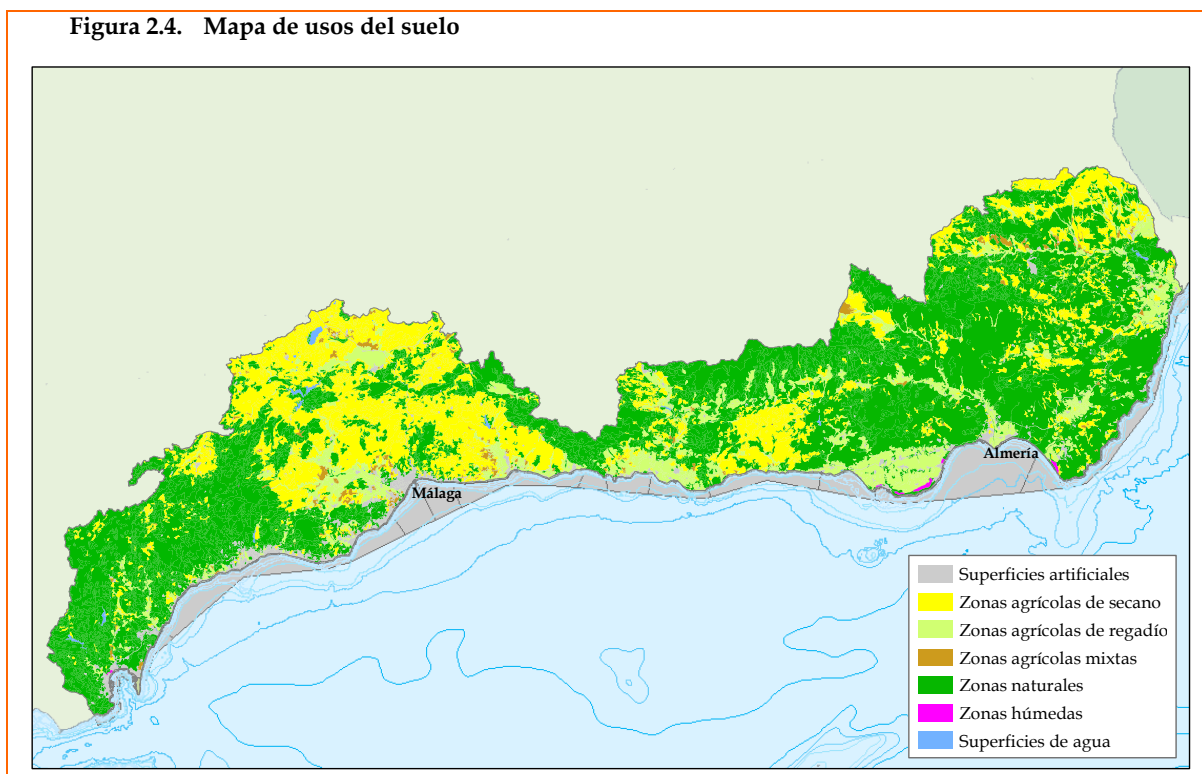 Figura 2.4. Mapa de usos del suelo
Almería
Málaga
Superficies artificiales
Zonas agrícolas de secano
Zonas agrícolas de regadío
Zonas agrícolas mixtas
Zonas naturales
Zonas húmedas
Superficies de agua